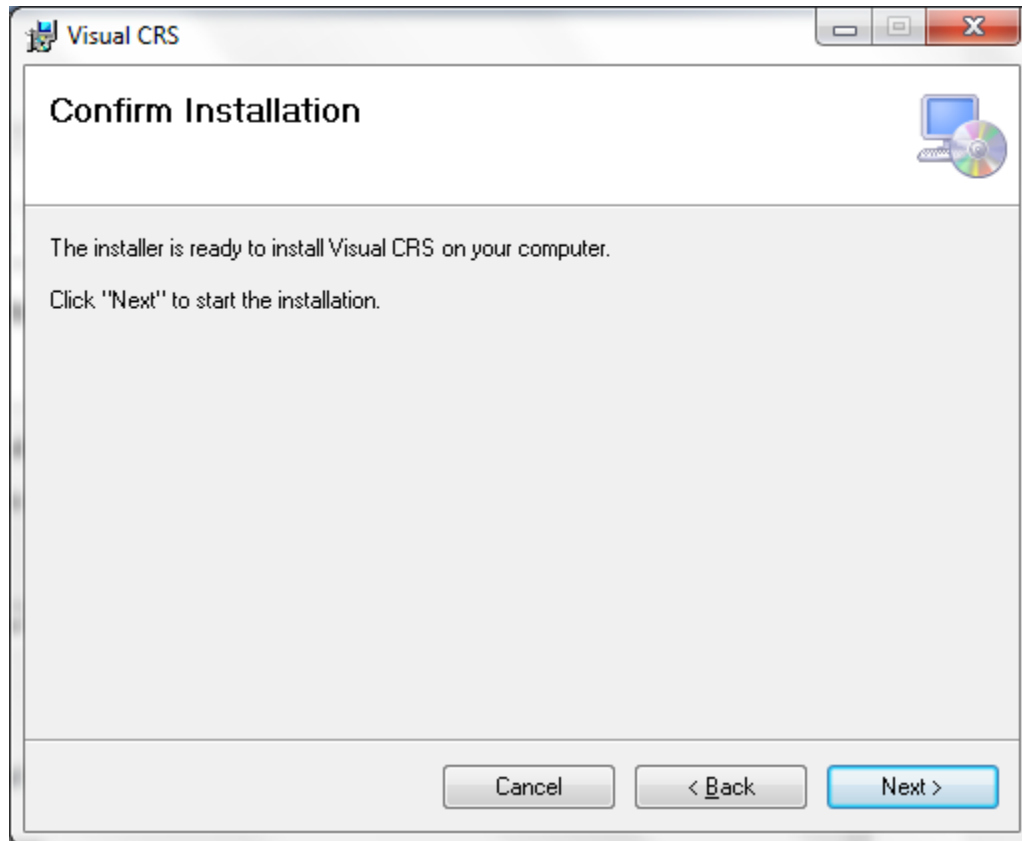 Visual CRS
Confirm Installation
The installer is ready to install Visual CRS on your computer.
Click "Next" to start the installation.
Cancel
< Back
Next >